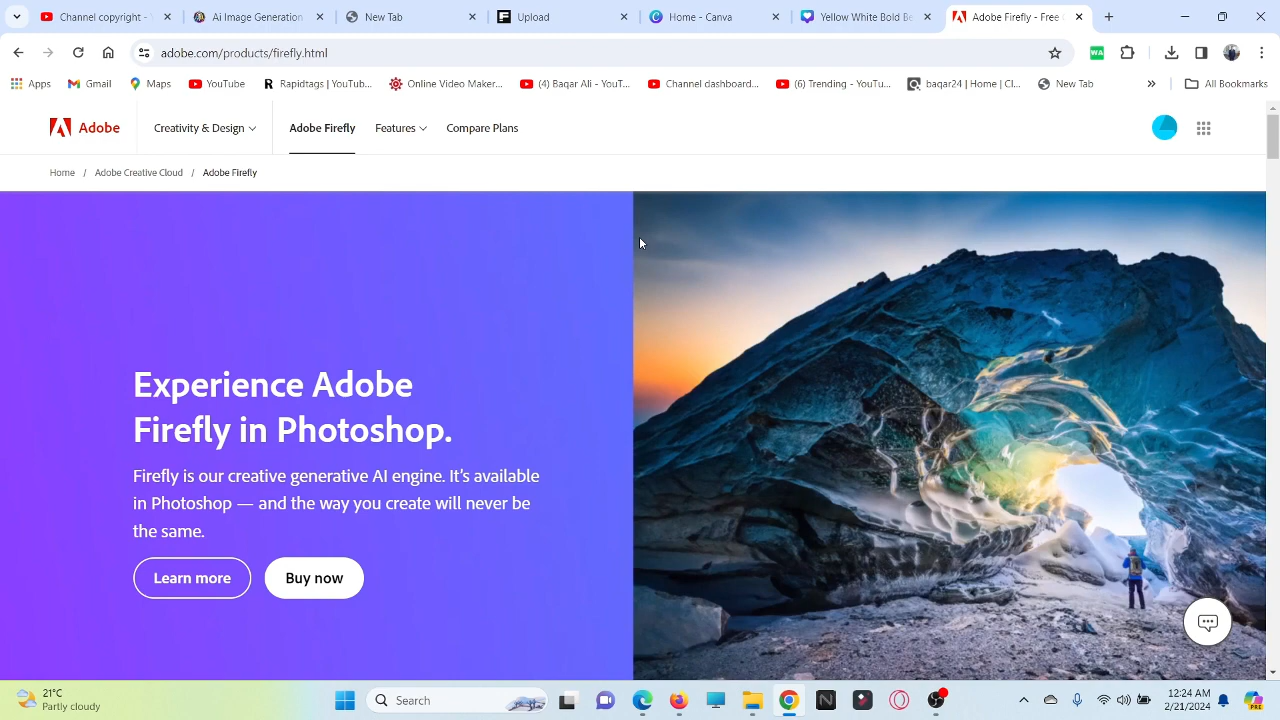 Channel copyright -
Ai Image Generation
New Tab
Upload
Home - Canva
Yellow White Bold Be
Adobe Firefly - Free
adobe.com/products/firefly.html
Apps
Gmail
Maps
YouTube
Rapidtags | YouTub...
Online Video Maker...
(4) Baqar Ali - YouT...
Channel dashboard...
(6) Trending - YouTu...
baqar24 | Home | Cl...
New Tab
All Bookmarks
Adobe
Creativity & Design
Adobe Firefly
Features
Compare Plans
Home / Adobe Creative Cloud / Adobe Firefly
Experience Adobe
Firefly in Photoshop.
Firefly is our creative generative AI engine. It's available
in Photoshop — and the way you create will never be
the same.
Learn more
Buy now
21°C
Partly cloudy
Search
12:24 AM
2/21/2024